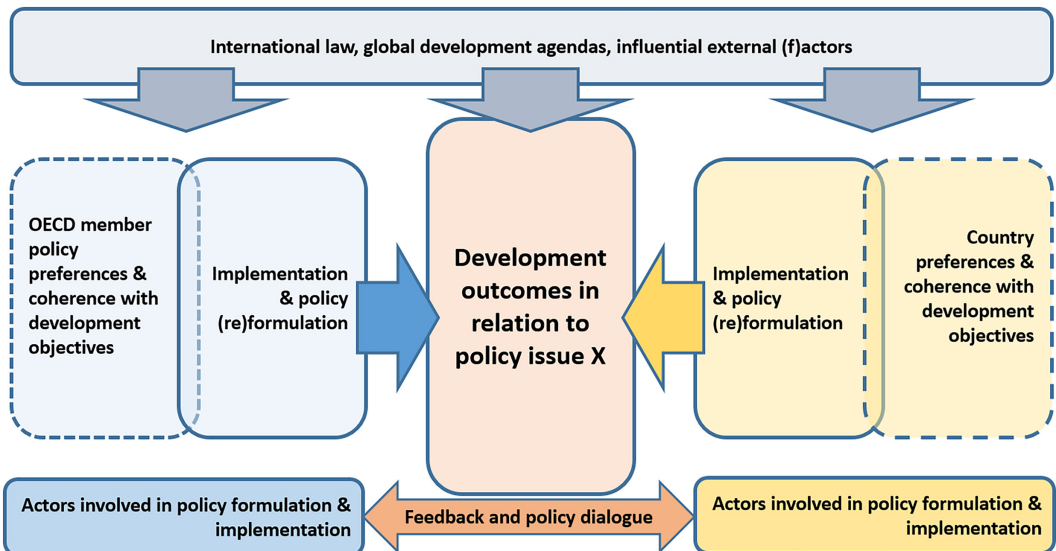 International law, global development agendas, influential external (f)actors
OECD member
policy
preferences &
coherence with
development
objectives
Implementation
& policy
(re)formulation
Development
outcomes in
relation to
policy issue X
Implementation
& policy
(re)formulation
Country
preferences &
coherence with
development
objectives
Actors involved in policy formulation &
implementation
Feedback and policy dialogue
Actors involved in policy formulation &
implementation